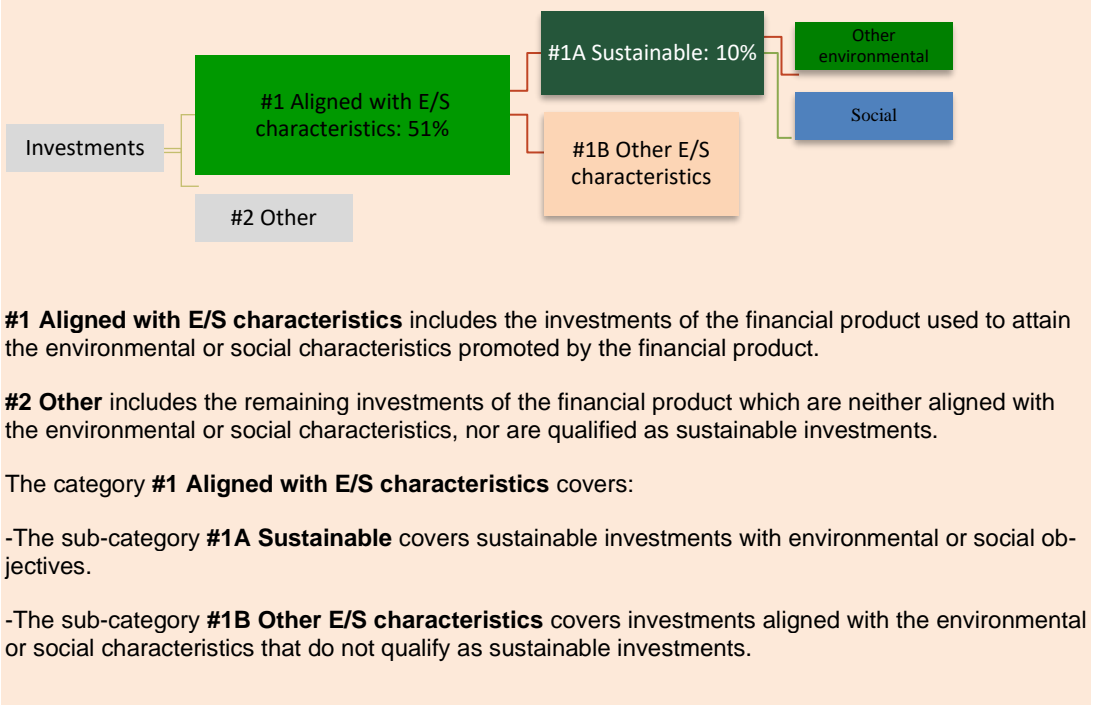 Investments
#1 Aligned with E/S
characteristics: 51%
#2 Other
#1A Sustainable: 10%
#1B Other E/S
characteristics
Other
environmental
Social
#1 Aligned with E/S characteristics includes the investments of the financial product used to attain
the environmental or social characteristics promoted by the financial product.
#2 Other includes the remaining investments of the financial product which are neither aligned with
the environmental or social characteristics, nor are qualified as sustainable investments.
The category #1 Aligned with E/S characteristics covers:
-The sub-category #1A Sustainable covers sustainable investments with environmental or social ob-
jectives.
-The sub-category #1B Other E/S characteristics covers investments aligned with the environmental
or social characteristics that do not qualify as sustainable investments.